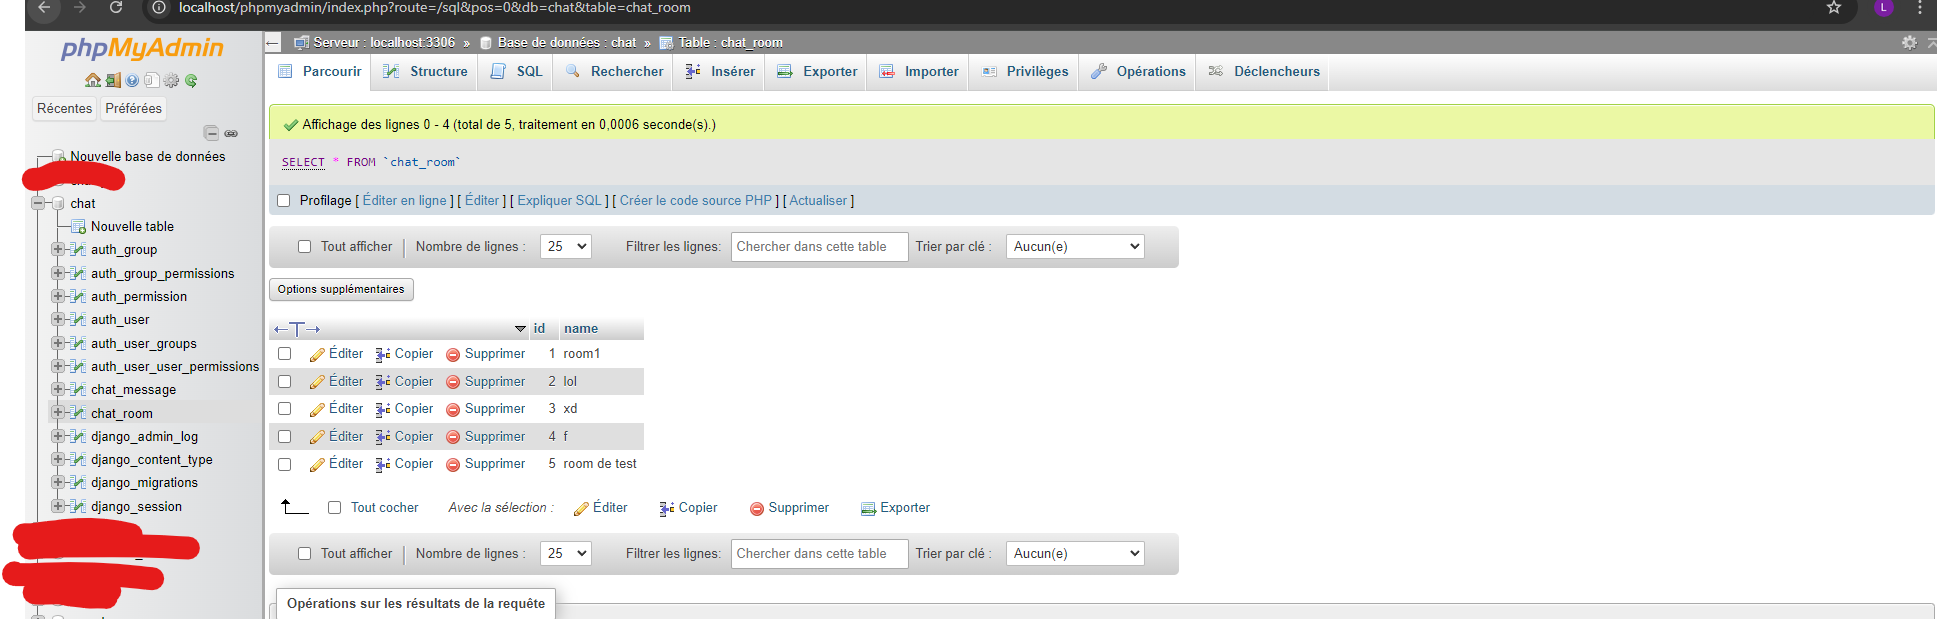 localhost/phpmyadmin/index.php?route=/sql&pos=0&db=chat&table=chat_room
L
phpMyAdmin
Récentes Préférées
Nouvelle base de données
chat
Nouvelle table
auth_group
auth_group_permissions
auth_permission
auth_user
auth_user_groups
auth_user_user_permissions
chat_message
chat_room
django_admin_log
django_content_type
django_migrations
django_session
Serveur : localhost:3306 » Base de données : chat » Table : chat_room
Parcourir Structure SQL Rechercher Insérer Exporter Importer Privilèges Opérations Déclencheurs
Affichage des lignes 0 - 4 (total de 5, traitement en 0,0006 seconde(s).)
SELECT * FROM `chat_room`
Profilage [ Éditer en ligne ] [ Éditer ] [ Expliquer SQL ] [ Créer le code source PHP ] [ Actualiser ]
Tout afficher Nombre de lignes : 25 Filtrer les lignes: Chercher dans cette table Trier par clé : Aucun(e)
Options supplémentaires
←T→ id name
Éditer Copier Supprimer 1 room1
Éditer Copier Supprimer 2 lol
Éditer Copier Supprimer 3 xd
Éditer Copier Supprimer 4 f
Éditer Copier Supprimer 5 room de test
Tout cocher Avec la sélection : Éditer Copier Supprimer Exporter
Tout afficher Nombre de lignes : 25 Filtrer les lignes: Chercher dans cette table Trier par clé : Aucun(e)
Opérations sur les résultats de la requête